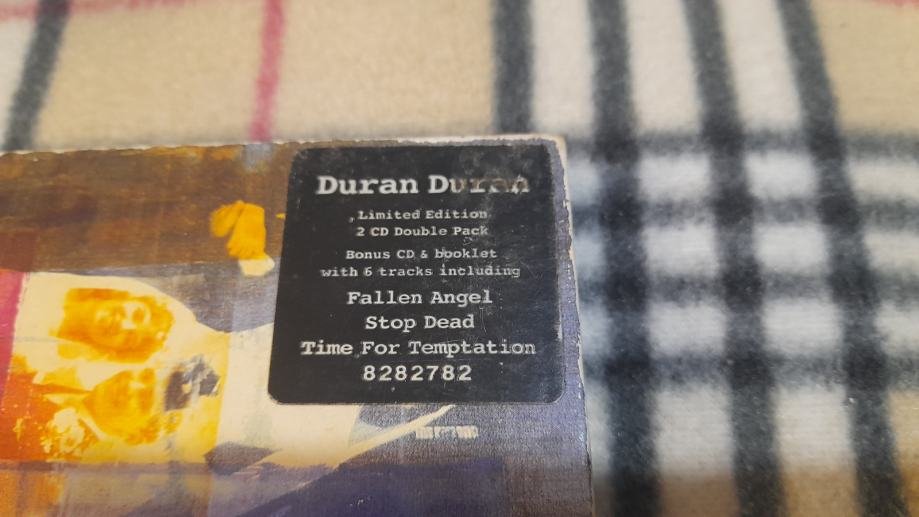 Duran Duran
Limited Edition
2 CD Double Pack
Bonus CD & booklet
with 6 tracks including
Fallen Angel
Stop Dead
Time For Temptation
8282782